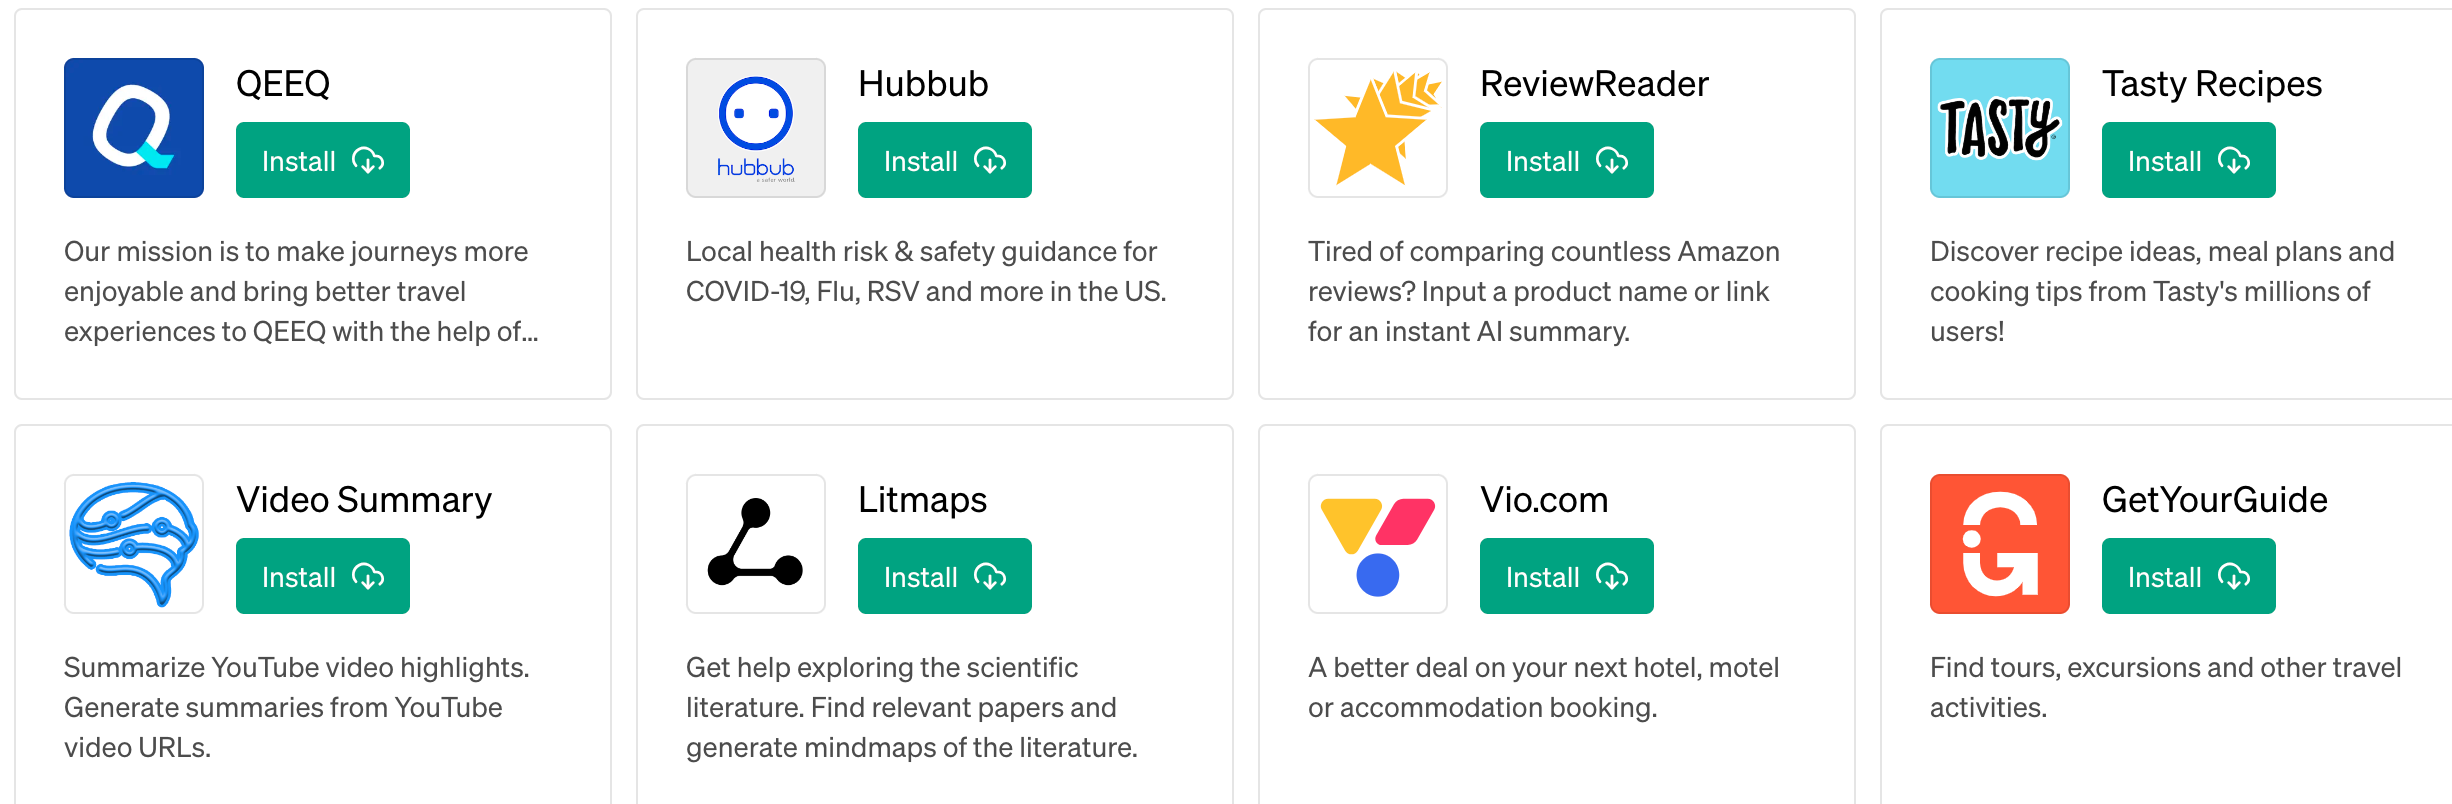 QEEQ
Install
Our mission is to make journeys more
enjoyable and bring better travel
experiences to QEEQ with the help of...
hubbub
a safer world
Hubbub
Install
Local health risk & safety guidance for
COVID-19, Flu, RSV and more in the US.
ReviewReader
Install
Tired of comparing countless Amazon
reviews? Input a product name or link
for an instant AI summary.
TASTY
Tasty Recipes
Install
Discover recipe ideas, meal plans and
cooking tips from Tasty's millions of
users!
Video Summary
Install
Summarize YouTube video highlights.
Generate summaries from YouTube
video URLs.
Litmaps
Install
Get help exploring the scientific
literature. Find relevant papers and
generate mindmaps of the literature.
Vio.com
Install
A better deal on your next hotel, motel
or accommodation booking.
GetYourGuide
Install
Find tours, excursions and other travel
activities.